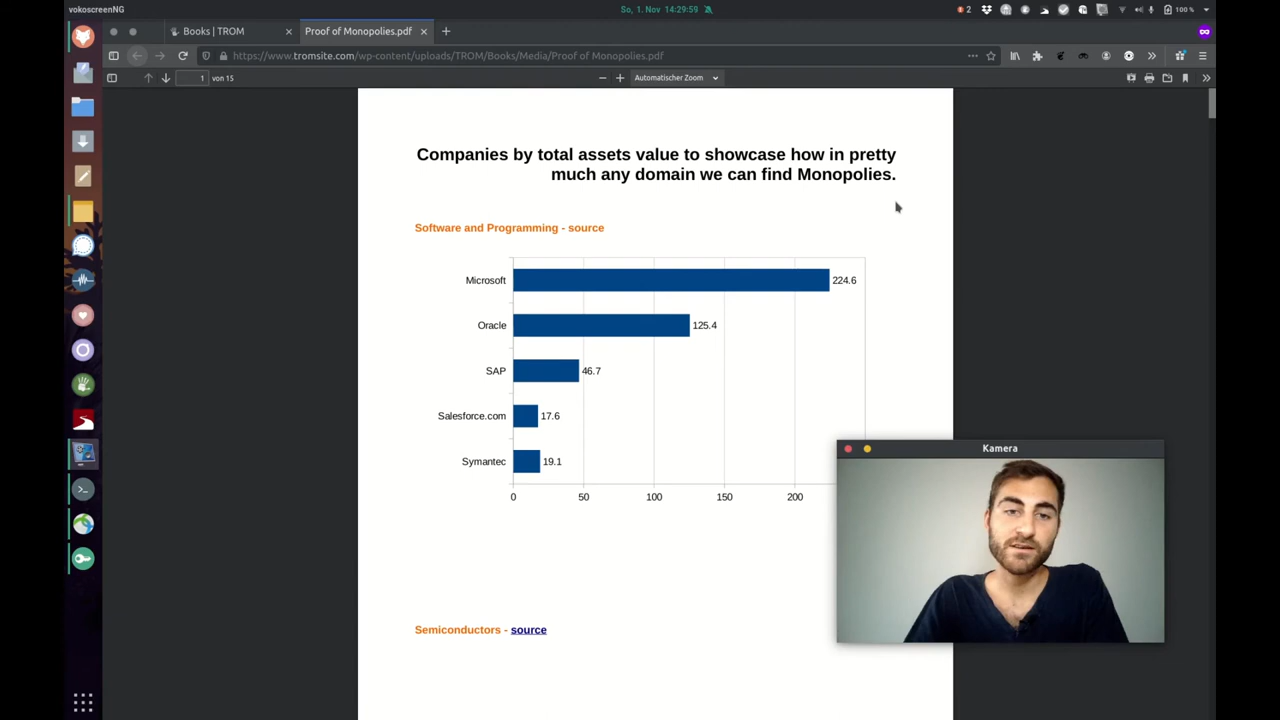 vokoscreenNG
So, 1. Nov 14:29:59
2
100 %
Books | TROM
Proof of Monopolies.pdf
https://www.tromsite.com/wp-content/uploads/TROM/Books/Media/Proof of Monopolies.pdf
1 von 15
Automatischer Zoom
Companies by total assets value to showcase how in pretty
much any domain we can find Monopolies.
Software and Programming - source
Microsoft 224.6
Oracle 125.4
SAP 46.7
Salesforce.com 17.6
Symantec 19.1
0 50 100 150 200
Kamera
Semiconductors - source